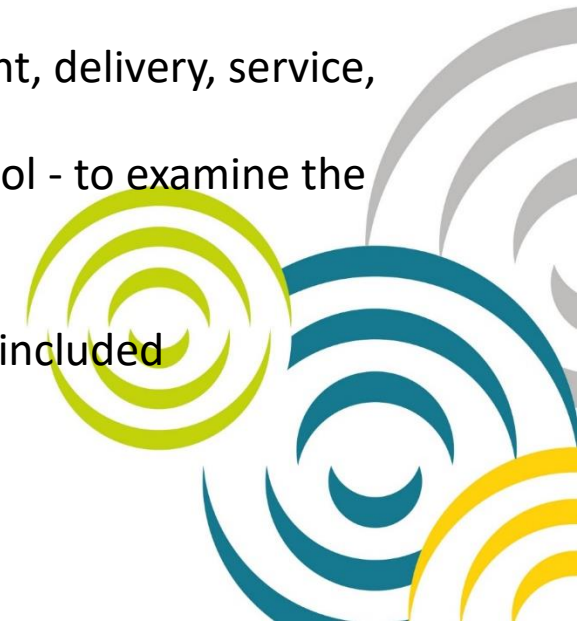 nt, delivery, service,
ol - to examine the
included